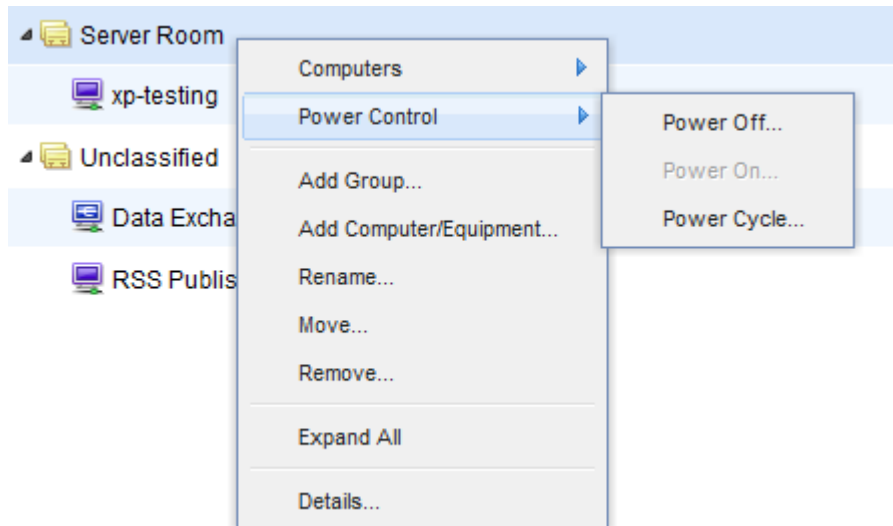 Server Room
xp-testing
Unclassified
Data Excha
RSS Publis
Computers
Power Control
Add Group...
Add Computer/Equipment...
Rename...
Move...
Remove...
Expand All
Details...
Power Off...
Power On...
Power Cycle...